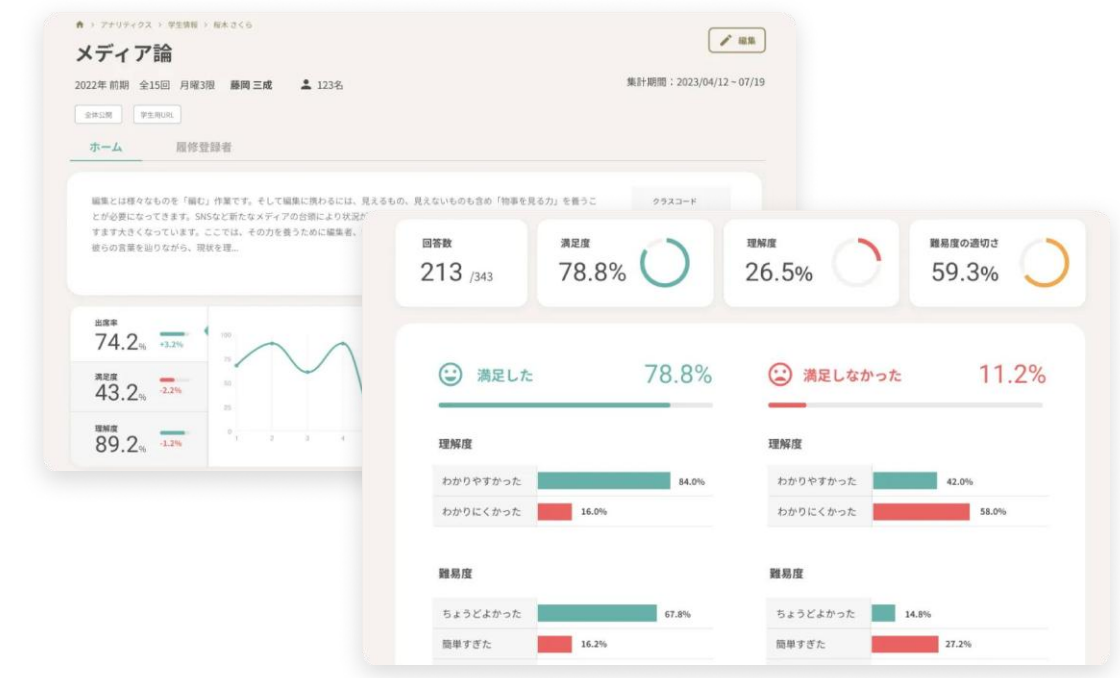 アナリティクス > 学生情報 > 桜木 さくら
メディア論
編集
2022年 前期 全15回 月曜3限 藤岡 三成 123名
集計期間：2023/04/12 ~ 07/19
全体公開 学生用URL
ホーム 履修登録者
編集とは様々なものを「編む」作業です。そして編集に携わるには、見えるもの、見えないものも含め「物事を見る力」を養うこ
とが必要になってきます。SNSなど新たなメディアの台頭により状況が
すます大きくなっています。ここでは、その力を養うために編集者、
彼らの言葉を辿りながら、現状を理...
クラスコード
出席率
74.2% +3.2%
満足度
43.2% -2.2%
理解度
89.2% -1.2%
100
75
50
25
0
1 2 3 4
回答数
213 /343
満足度
78.8%
理解度
26.5%
難易度の適切さ
59.3%
満足した 78.8%
理解度
わかりやすかった 84.0%
わかりにくかった 16.0%
難易度
ちょうどよかった 67.8%
簡単すぎた 16.2%
満足しなかった 11.2%
理解度
わかりやすかった 42.0%
わかりにくかった 58.0%
難易度
ちょうどよかった 14.8%
簡単すぎた 27.2%